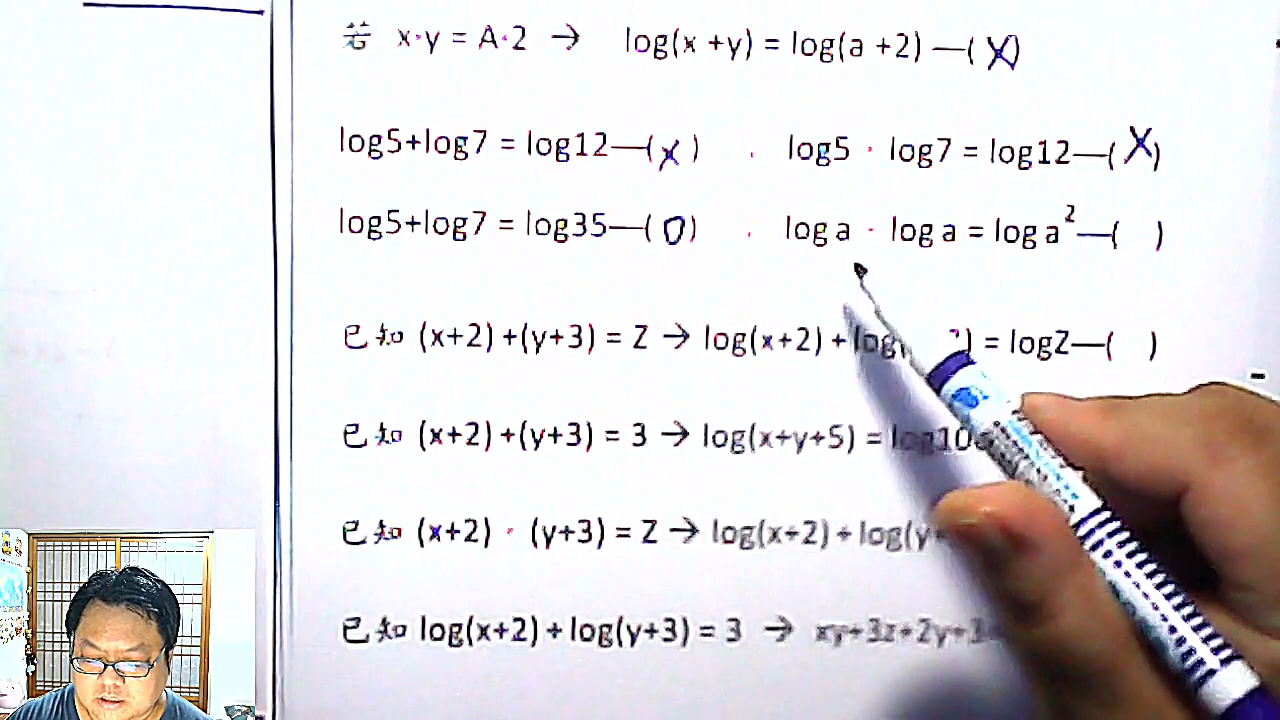 若 x·y = A·2 → log(x +y) = log(a +2) —( X )
log5+log7 = log12—( x ) . log5 · log7 = log12—( X )
log5+log7 = log35—( 0 ) . log a · log a = log a²—( )
已知 (x+2) +(y+3) = Z → log(x+2) + = logZ—( )
已知 (x+2) +(y+3) = 3 → log(x+y+5) =
已知 (x+2) · (y+3) = Z → log(x+2) + log(y
已知 log(x+2) + log(y+3) = 3 →